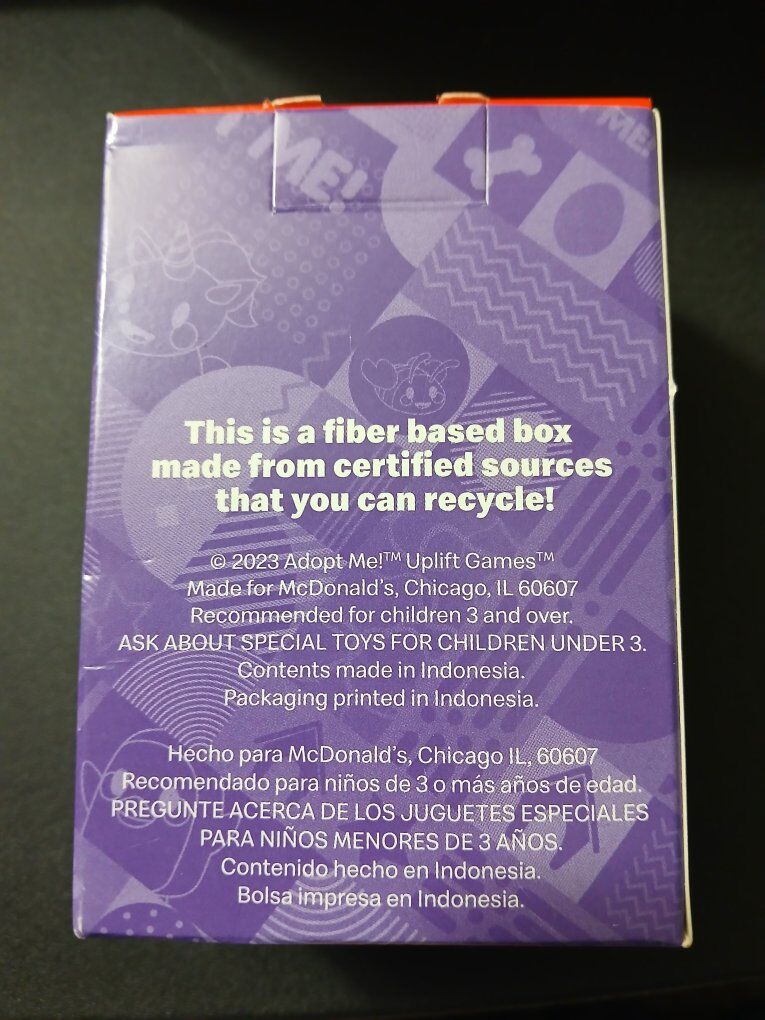 ME!
ME!
This is a fiber based box
made from certified sources
that you can recycle!
© 2023 Adopt Me!™ Uplift Games™
Made for McDonald's, Chicago, IL 60607
Recommended for children 3 and over.
ASK ABOUT SPECIAL TOYS FOR CHILDREN UNDER 3.
Contents made in Indonesia.
Packaging printed in Indonesia.
Hecho para McDonald's, Chicago IL, 60607
Recomendado para niños de 3 o más años de edad.
PREGUNTE ACERCA DE LOS JUGUETES ESPECIALES
PARA NIÑOS MENORES DE 3 AÑOS.
Contenido hecho en Indonesia.
Bolsa impresa en Indonesia.